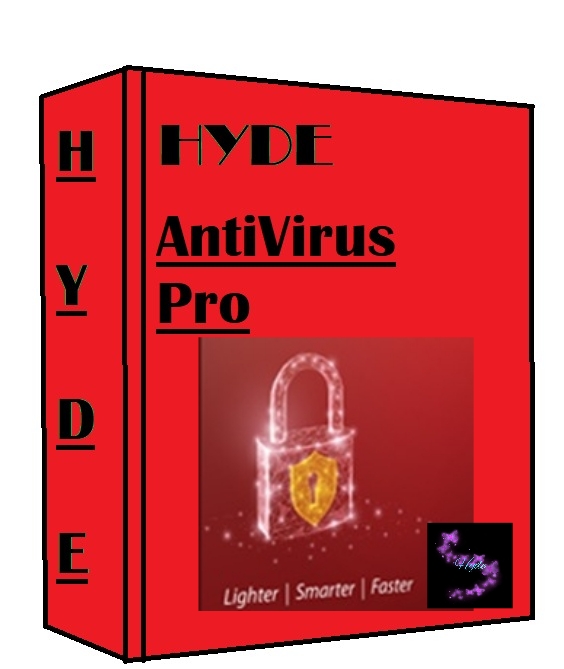 H
Y
D
E
HYDE
AntiVirus
Pro
Lighter | Smarter | Faster